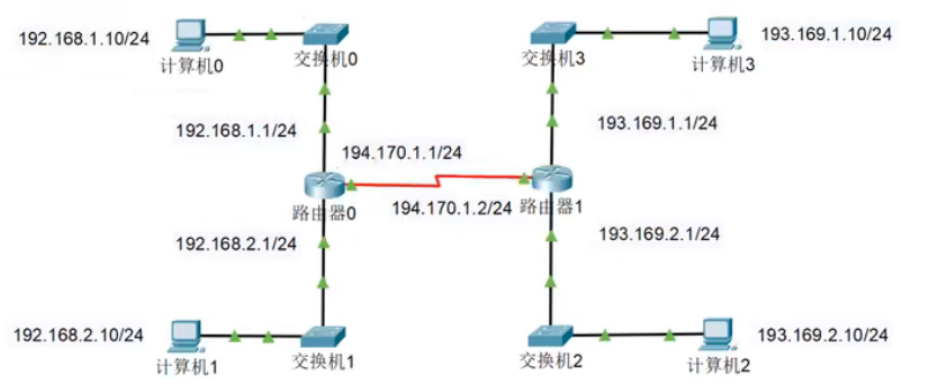 192.168.1.10/24
计算机0
交换机0
交换机3
193.169.1.10/24
计算机3
192.168.1.1/24
193.169.1.1/24
194.170.1.1/24
路由器0
194.170.1.2/24
路由器1
192.168.2.1/24
193.169.2.1/24
192.168.2.10/24
计算机1
交换机1
交换机2
193.169.2.10/24
计算机2